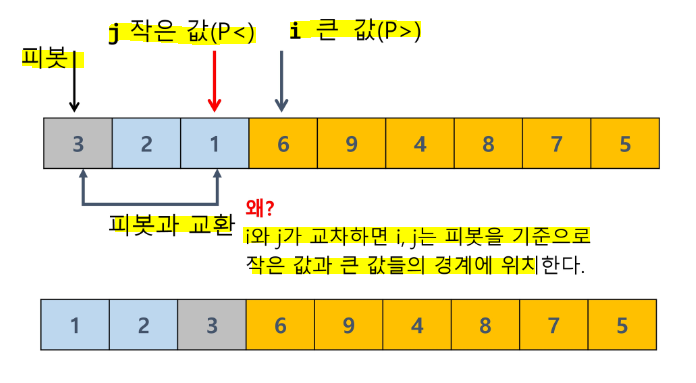 j 작은 값(P<)
i 큰 값(P>)
피봇
3 2 1 6 9 4 8 7 5
피봇과 교환
왜?
i와 j가 교차하면 i, j는 피봇을 기준으로
작은 값과 큰 값들의 경계에 위치한다.
1 2 3 6 9 4 8 7 5